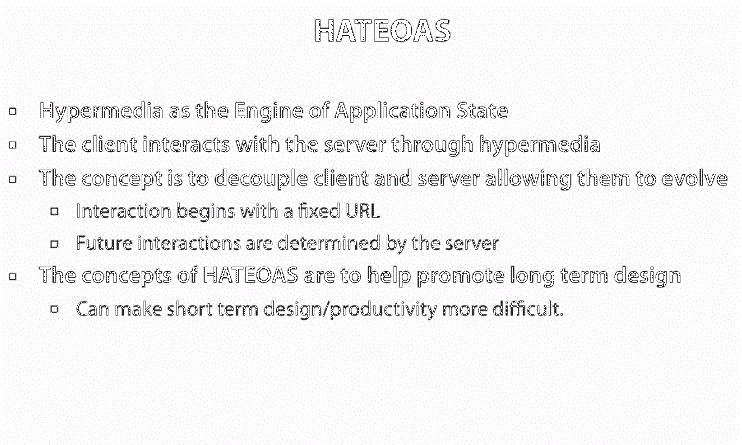 HATEOAS
Hypermedia as the Engine of Application State
The client interacts with the server through hypermedia
The concept is to decouple client and server allowing them to evolve
Interaction begins with a fixed URL
Future interactions are determined by the server
The concepts of HATEOAS are to help promote long term design
Can make short term design/productivity more difficult.